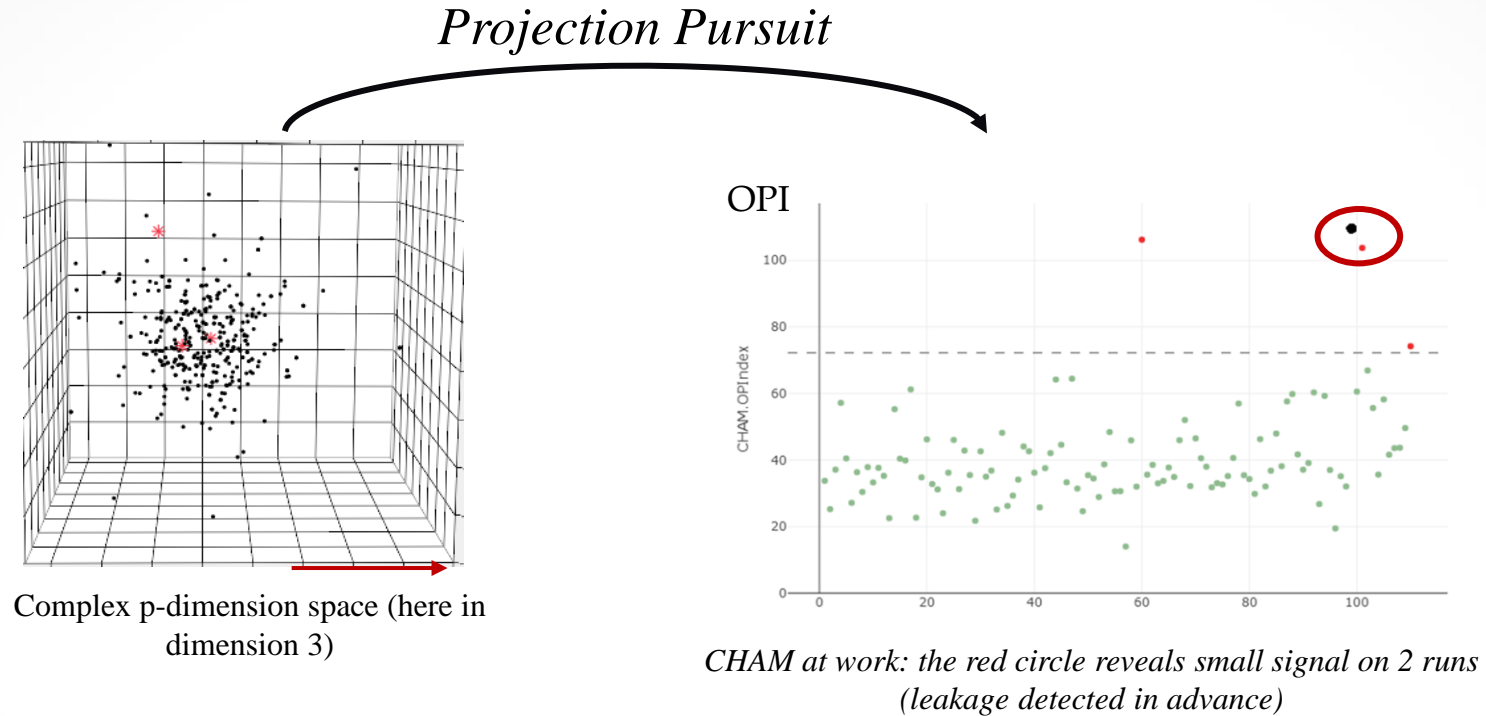 Projection Pursuit
Complex p-dimension space (here in
dimension 3)
OPI
CHAM.OPIndex
100
80
60
40
20
0
0 20 40 60 80 100
CHAM at work: the red circle reveals small signal on 2 runs
(leakage detected in advance)